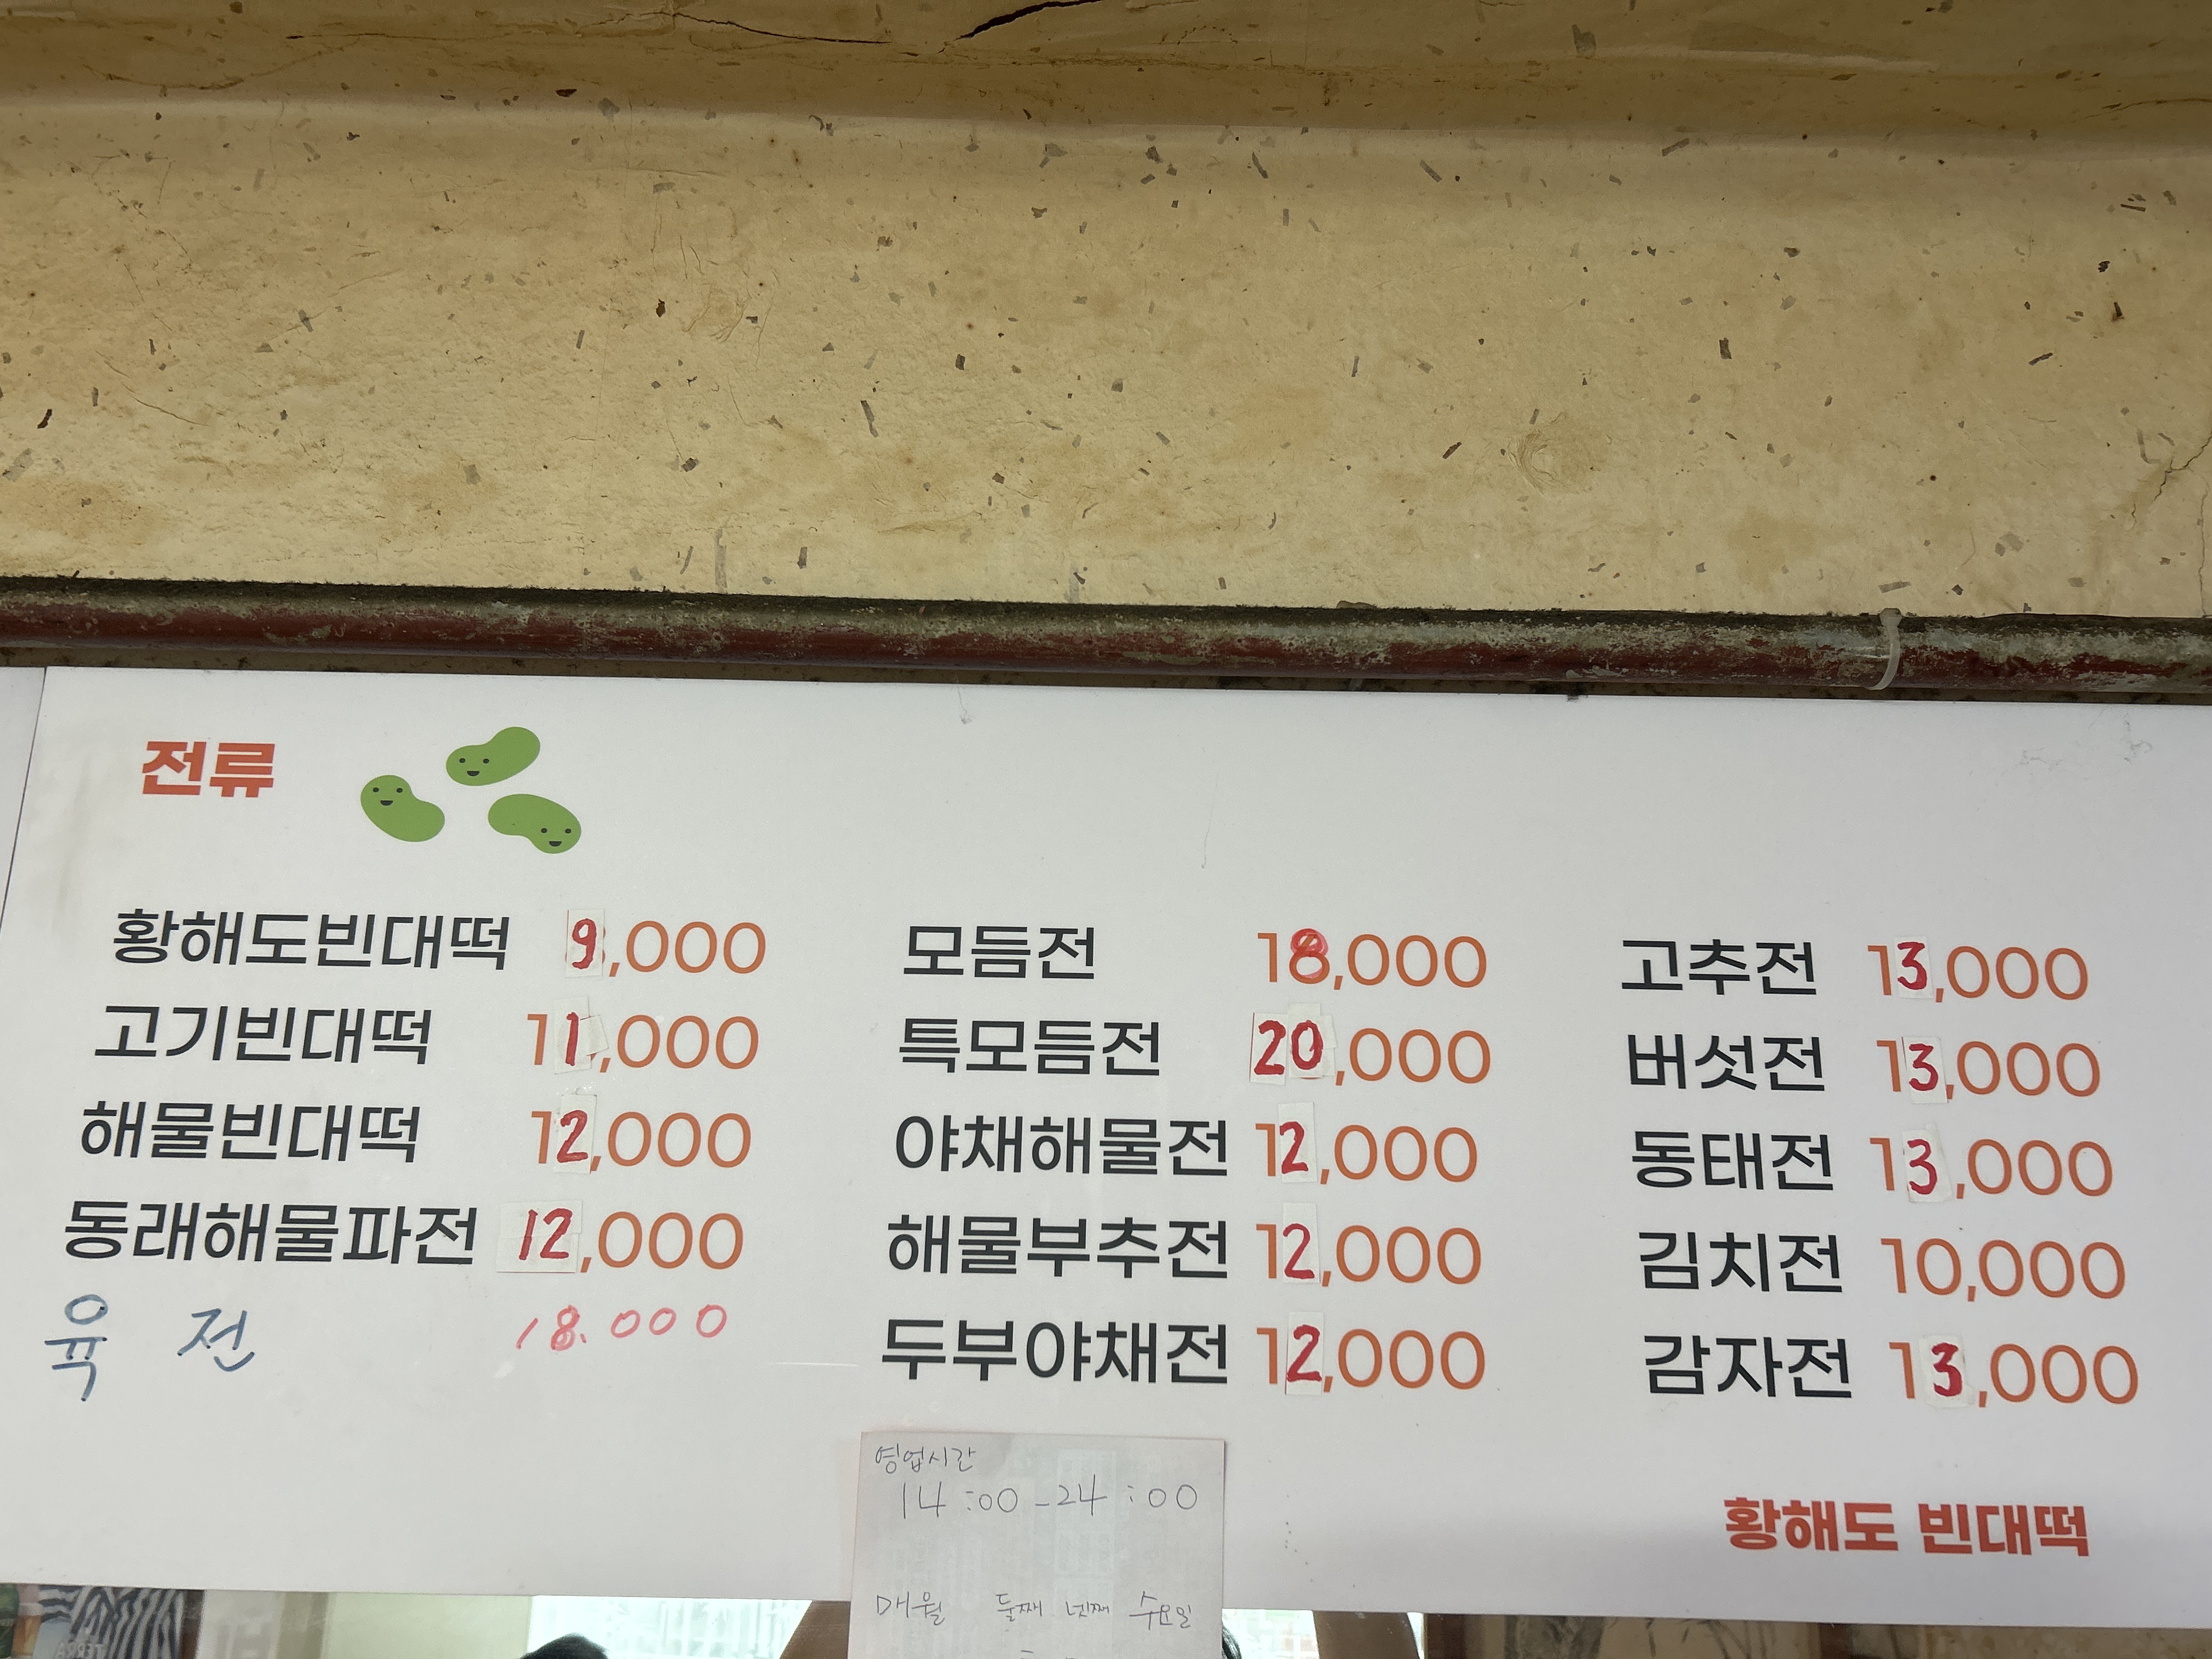 전류
황해도빈대떡 9,000
고기빈대떡 11,000
해물빈대떡 12,000
동래해물파전 12,000
육 전 18.000
모듬전 18,000
특모듬전 20,000
야채해물전 12,000
해물부추전 12,000
두부야채전 12,000
고추전 13,000
버섯전 13,000
동태전 13,000
김치전 10,000
감자전 13,000
영업시간
14:00-24:00
매월 둘째 넷째 수요일
황해도 빈대떡